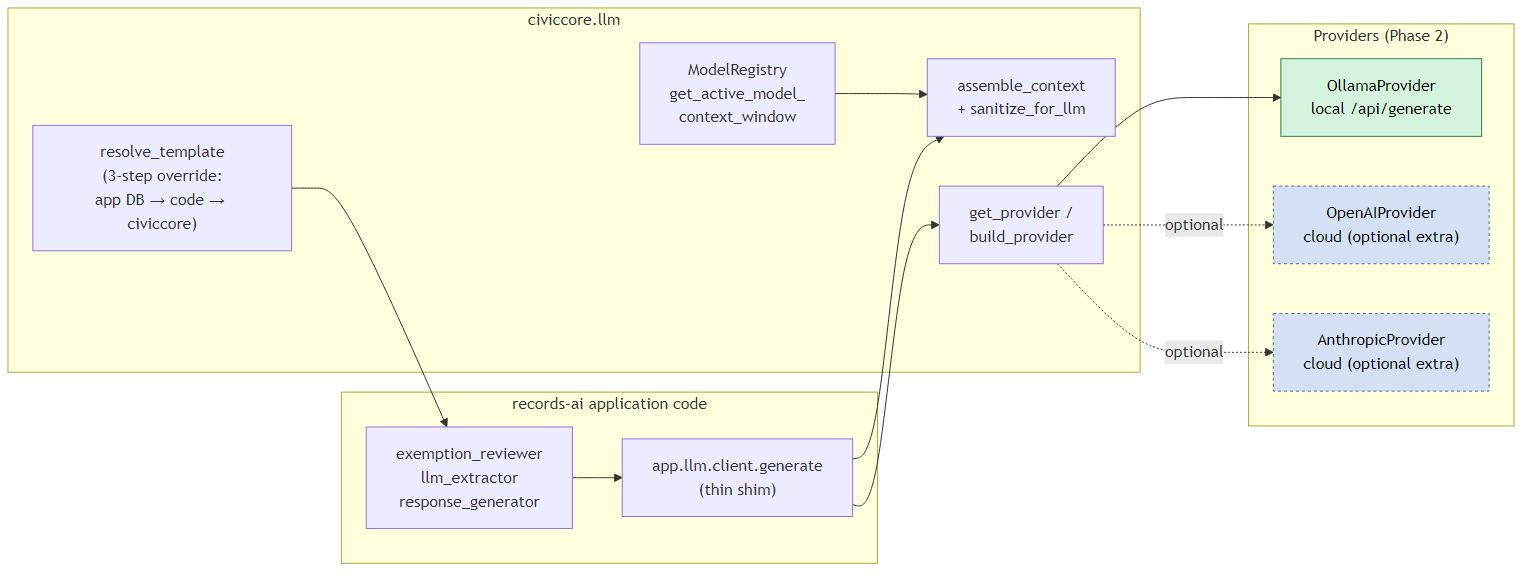 civiccore.llm
resolve_template
(3-step override:
app DB → code →
civiccore)
ModelRegistry
get_active_model_
context_window
assemble_context
+ sanitize_for_llm
get_provider /
build_provider
optional
optional
Providers (Phase 2)
OllamaProvider
local /api/generate
OpenAIProvider
cloud (optional extra)
AnthropicProvider
cloud (optional extra)
records-ai application code
exemption_reviewer
llm_extractor
response_generator
app.llm.client.generate
(thin shim)